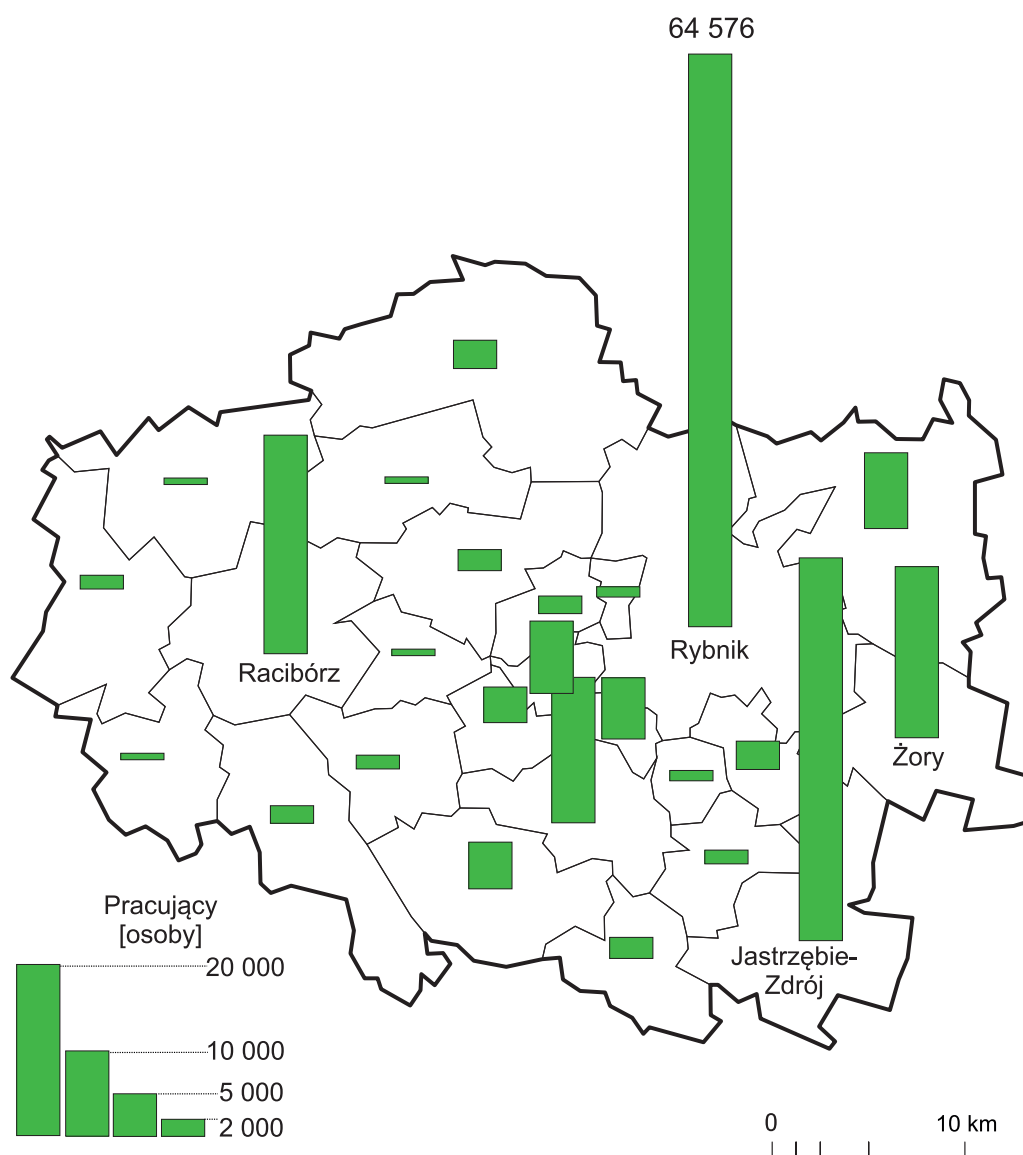 64 576
Rybnik
Racibórz
Żory
Jastrzębie-
Zdrój
Pracujący
[osoby]
20 000
10 000
5 000
2 000
0
10 km